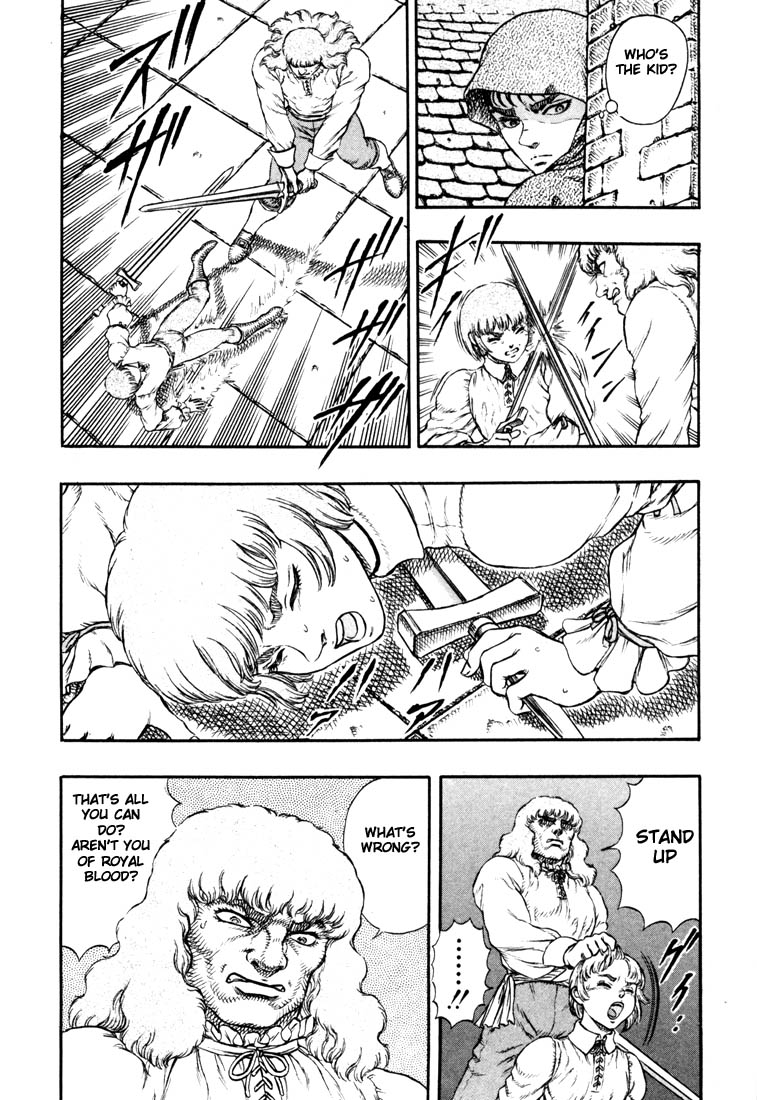 WHO'S
THE KID?
STAND
UP
……!!
WHAT'S
WRONG?
THAT'S ALL
YOU CAN
DO?
AREN'T YOU
OF ROYAL
BLOOD?